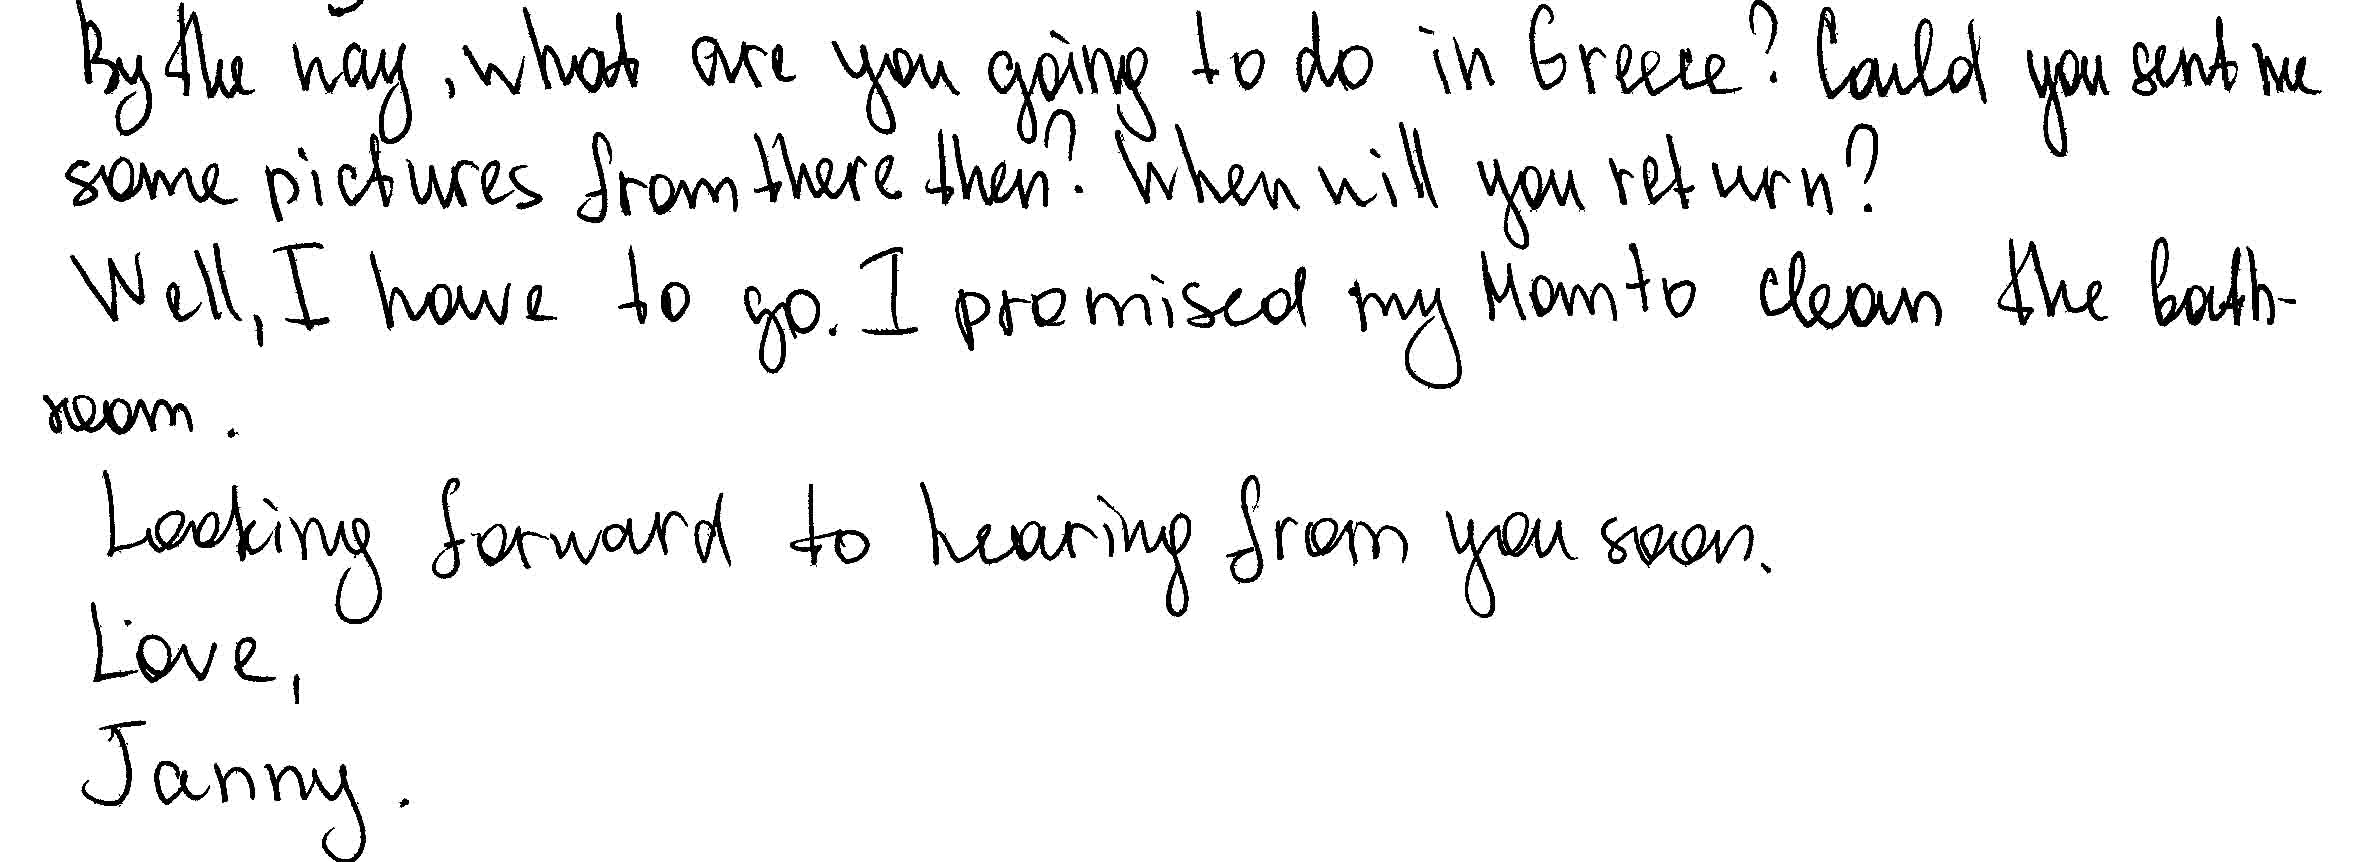 By the way, what are you going to do in Greece? Could you sent me
some pictures from there then? When will you return?
Well, I have to go. I promised my Mom to clean the bath-
room.
Looking forward to hearing from you soon.
Love,
Janny.